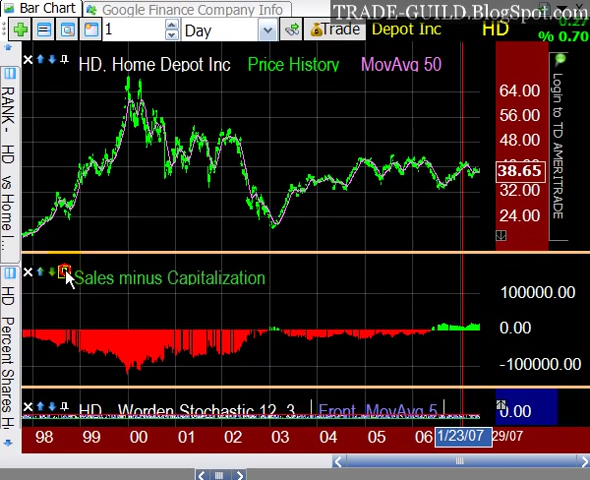 Bar Chart
Google Finance Company Info
TRADE-GUILD.BlogSpot.com
1
Day
Trade
Depot Inc
HD
% 0.70
HD, Home Depot Inc
Price History
MovAvg 50
64.00
56.00
48.00
38.65
32.00
24.00
Login to TD AMERITRADE
RANK - HD vs Home I...
Sales minus Capitalization
100000.00
0.00
-100000.00
HD Percent Shares H.
HD, Worden Stochastic 12, 3
Front, MovAvg 5
0.00
98 99 00 01 02 03 04 05 06 1/23/07 29/07